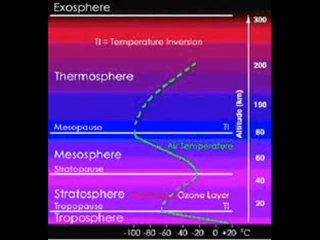 Exosphere
300
TI = Temperature Inversion
200
Thermosphere
100
Altitude (km)
Mesopause TI
80
Air Temperature
Mesosphere
60
Stratopause
40
Stratosphere
Ozone Layer
20
Tropopause TI
Troposphere
-100 -80 -60 -40 -20 0 +20 °C